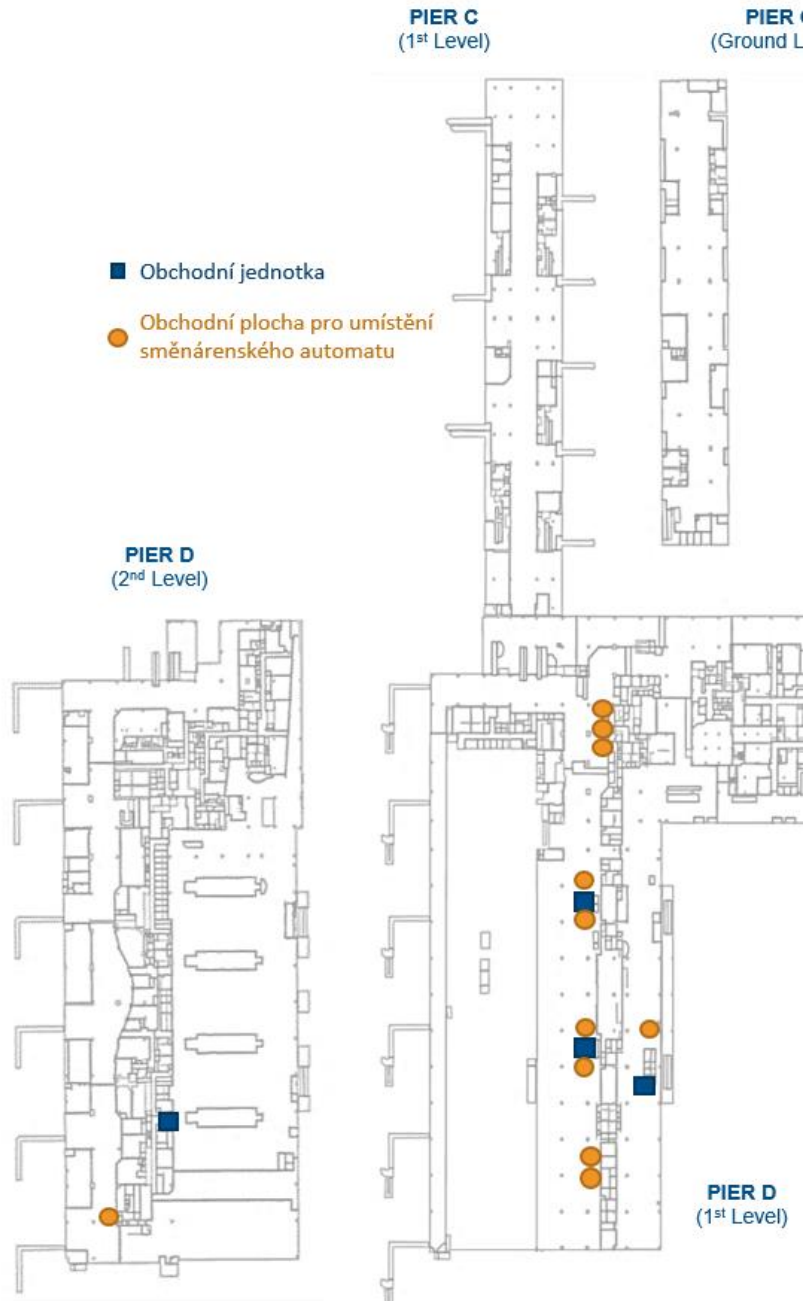 PIER C
(1st Level)
PIER
(Ground
Obchodní jednotka
Obchodní plocha pro umístění
směnárenského automatu
PIER D
(2nd Level)
PIER D
(1st Level)